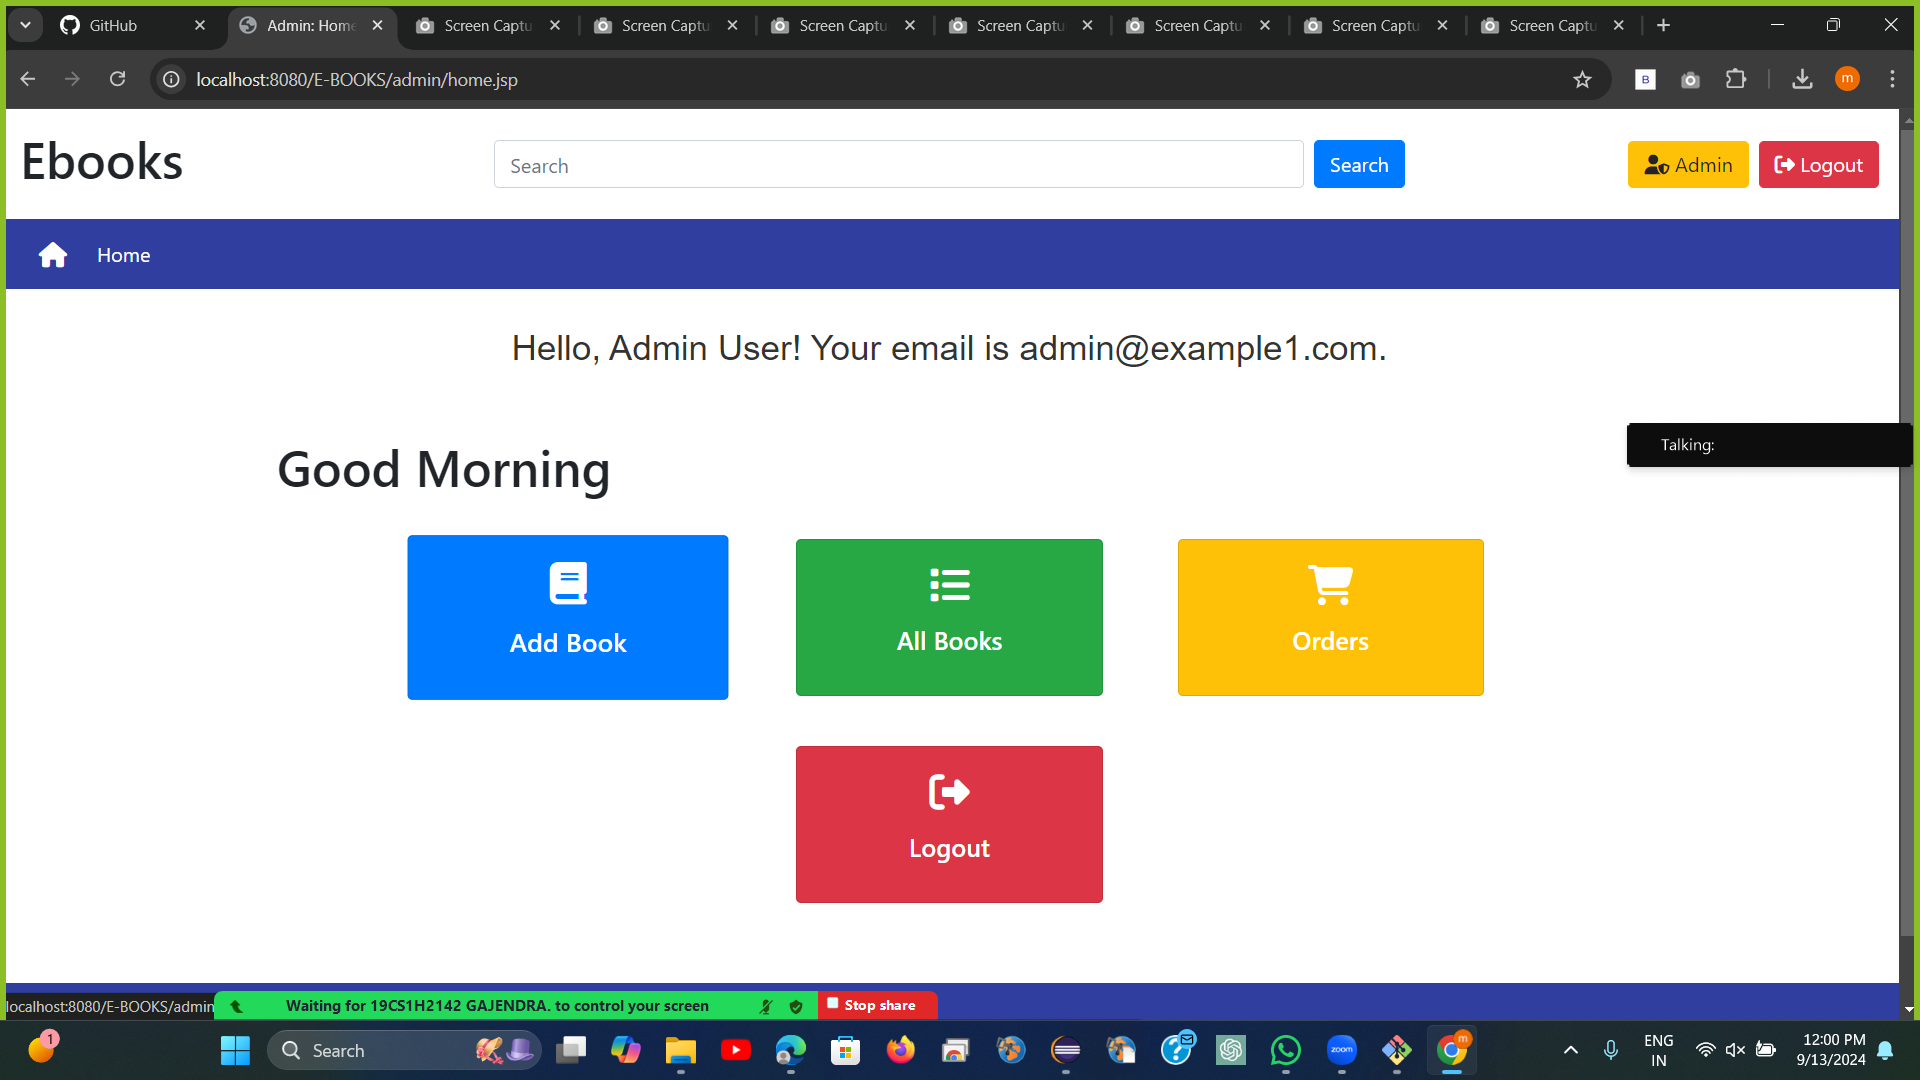 GitHub
Admin: Home
Screen Captu
Screen Captu
Screen Captu
Screen Captu
Screen Captu
Screen Captu
Screen Captu
localhost:8080/E-BOOKS/admin/home.jsp
B
m
Ebooks
Search
Search
Admin
Logout
Home
Hello, Admin User! Your email is admin@example1.com.
Talking:
Good Morning
Add Book
All Books
Orders
Logout
localhost:8080/E-BOOKS/admin
Waiting for 19CS1H2142 GAJENDRA. to control your screen
Stop share
1
Search
zoom
m
ENG
IN
12:00 PM
9/13/2024